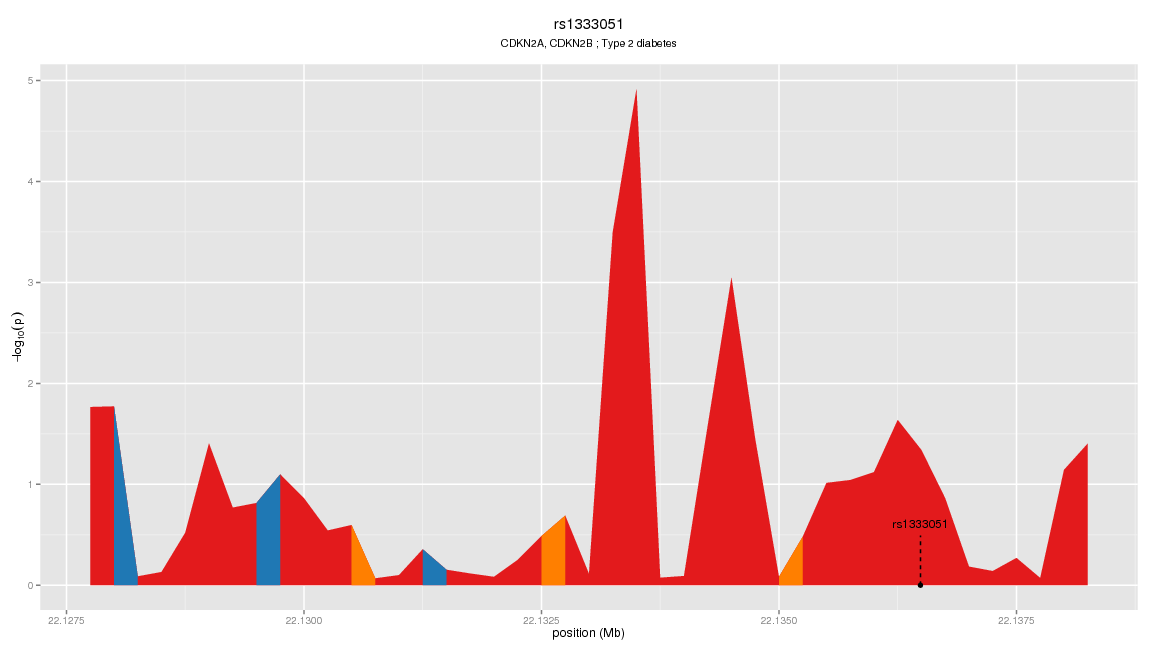 rs1333051
CDKN2A, CDKN2B ; Type 2 diabetes
5
4
3
2
1
0
−log10(p)
rs1333051
22.1275
22.1300
22.1325
22.1350
22.1375
position (Mb)